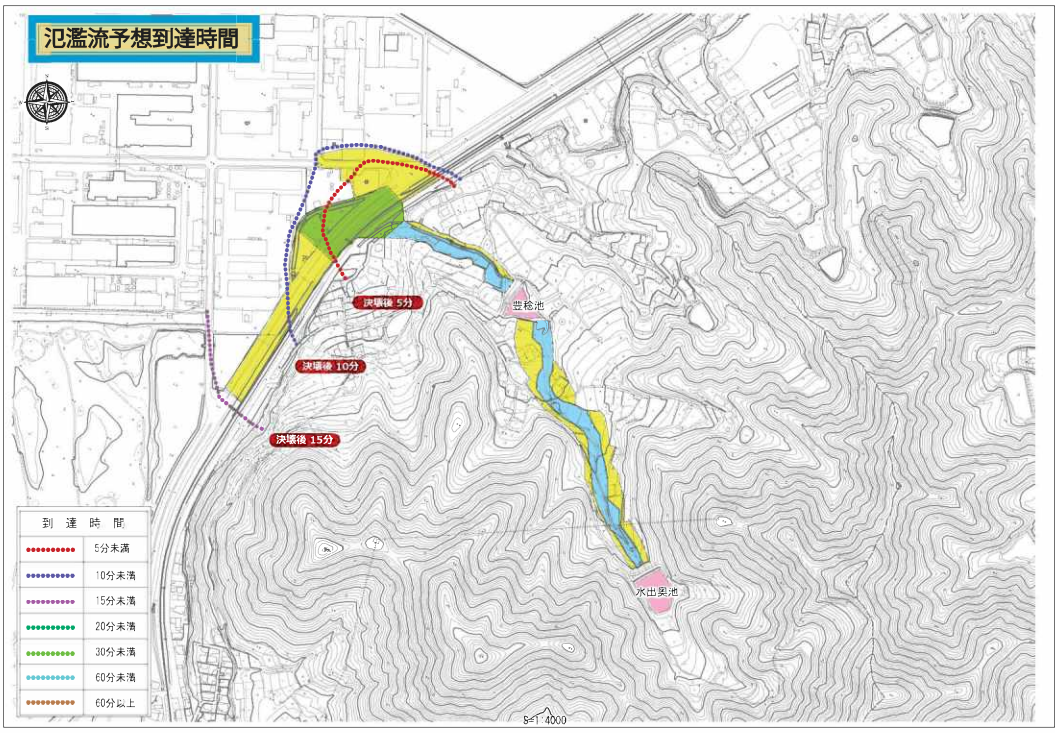 氾濫流予想到達時間
豊稔池
決壊後 5分
決壊後 10分
決壊後 15分
水出奥池
到達時間
5分未満
10分未満
15分未満
20分未満
30分未満
60分未満
60分以上
S=1:4000